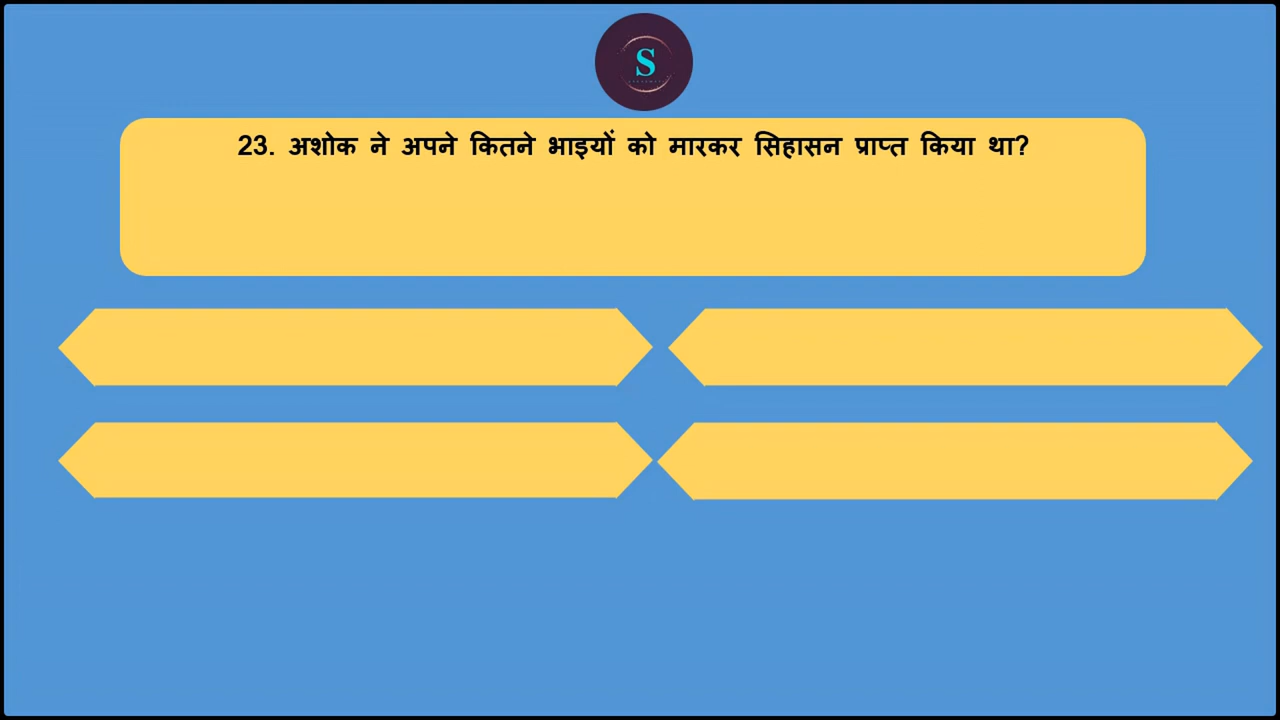 S
23. अशोक ने अपने कितने भाइयों को मारकर सिहासन प्राप्त किया था?